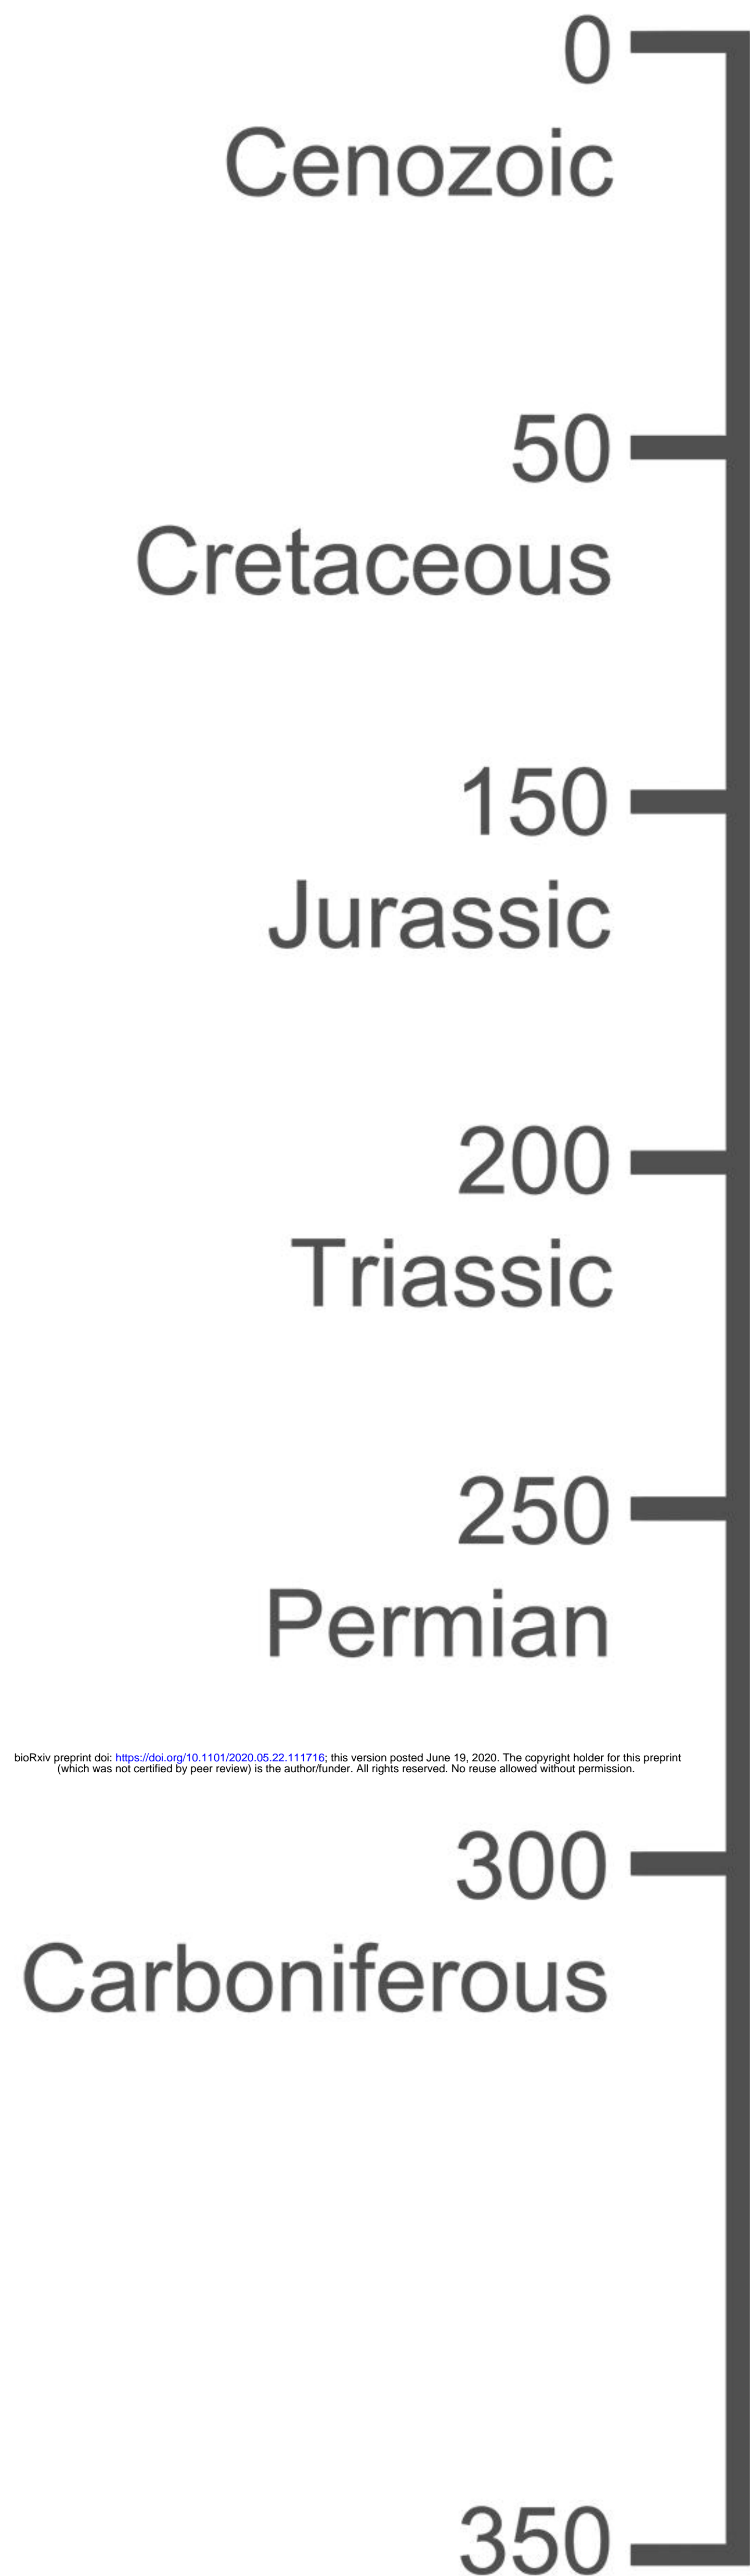 0
Cenozoic
50
Cretaceous
150
Jurassic
200
Triassic
250
Permian
bioRxiv preprint doi: https://doi.org/10.1101/2020.05.22.111716; this version posted June 19, 2020. The copyright holder for this preprint
(which was not certified by peer review) is the author/funder. All rights reserved. No reuse allowed without permission.
300
Carboniferous
350